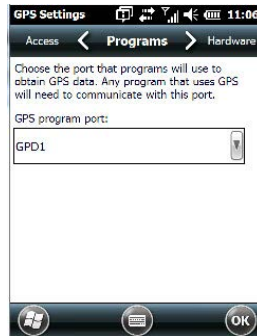 GPS Settings 11:06
Access Programs Hardware
Choose the port that programs will use to
obtain GPS data. Any program that uses GPS
will need to communicate with this port.
GPS program port:
GPD1
OK